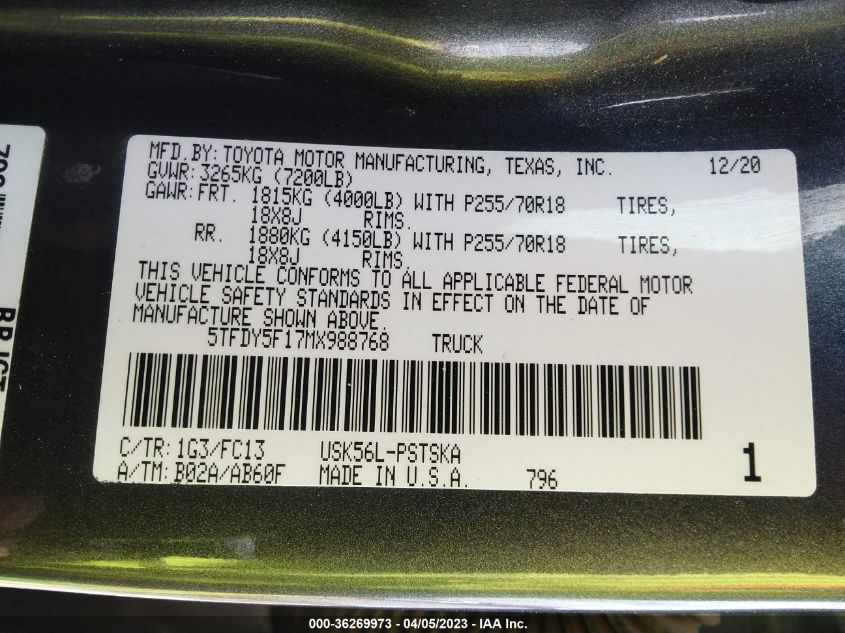 MFD.BY:TOYOTA MOTOR MANUFACTURING, TEXAS, INC. 12/20
GVWR:3265KG (7200LB)
GAWR:FRT. 1815KG (4000LB) WITH P255/70R18 TIRES,
18X8J RIMS.
RR. 1880KG (4150LB) WITH P255/70R18 TIRES,
18X8J RIMS.
THIS VEHICLE CONFORMS TO ALL APPLICABLE FEDERAL MOTOR
VEHICLE SAFETY STANDARDS IN EFFECT ON THE DATE OF
MANUFACTURE SHOWN ABOVE.
5TFDY5F17MX988768 TRUCK
C/TR:1G3/FC13 USK56L-PSTSKA
A/TM:B02A/AB60F MADE IN U.S.A. 796 1
000-36269973 - 04/05/2023 - IAA Inc.